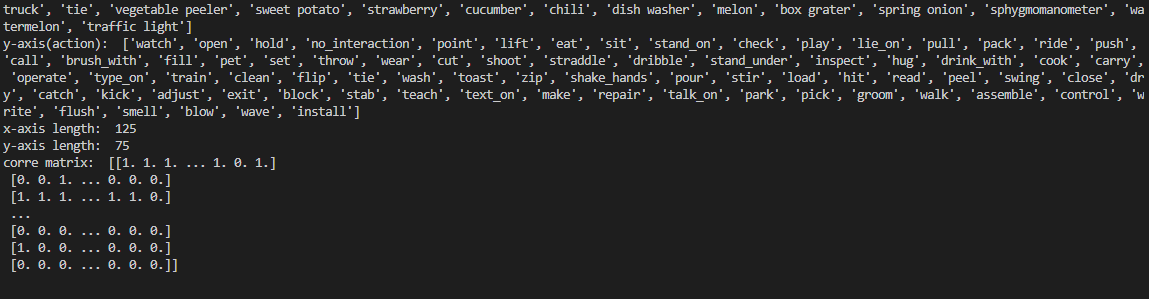 truck', 'tie', 'vegetable peeler', 'sweet potato', 'strawberry', 'cucumber', 'chili', 'dish washer', 'melon', 'box grater', 'spring onion', 'sphygmomanometer', 'wa
termelon', 'traffic light']
y-axis(action):  ['watch', 'open', 'hold', 'no_interaction', 'point', 'lift', 'eat', 'sit', 'stand_on', 'check', 'play', 'lie_on', 'pull', 'pack', 'ride', 'push',
'call', 'brush_with', 'fill', 'pet', 'set', 'throw', 'wear', 'cut', 'shoot', 'straddle', 'dribble', 'stand_under', 'inspect', 'hug', 'drink_with', 'cook', 'carry',
 'operate', 'type_on', 'train', 'clean', 'flip', 'tie', 'wash', 'toast', 'zip', 'shake_hands', 'pour', 'stir', 'load', 'hit', 'read', 'peel', 'swing', 'close', 'dr
y', 'catch', 'kick', 'adjust', 'exit', 'block', 'stab', 'teach', 'text_on', 'make', 'repair', 'talk_on', 'park', 'pick', 'groom', 'walk', 'assemble', 'control', 'w
rite', 'flush', 'smell', 'blow', 'wave', 'install']
x-axis length:  125
y-axis length:  75
corre matrix:  [[1. 1. 1. ... 1. 0. 1.]
 [0. 0. 1. ... 0. 0. 0.]
 [1. 1. 1. ... 1. 1. 0.]
 ...
 [0. 0. 0. ... 0. 0. 0.]
 [1. 0. 0. ... 0. 0. 0.]
 [0. 0. 0. ... 0. 0. 0.]]